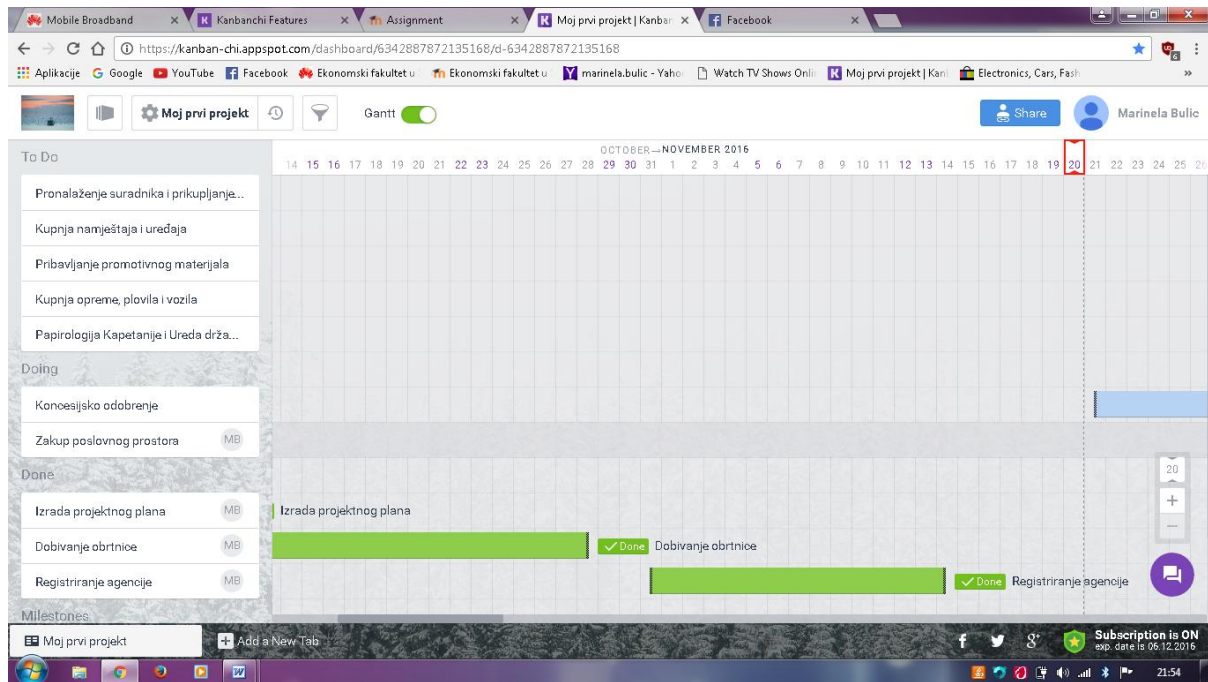 Mobile Broadband
Kanbanchi Features
Assignment
Moj prvi projekt | Kanban
Facebook
https://kanban-chi.appspot.com/dashboard/6342887872135168/d-6342887872135168
Aplikacije Google YouTube Facebook Ekonomski fakultet u Ekonomski fakultet u marinela.bulic - Yaho Watch TV Shows Onli Moj prvi projekt | Kan Electronics, Cars, Fash »
Moj prvi projekt Gantt Share Marinela Bulic
To Do
OCTOBER→NOVEMBER 2016
14 15 16 17 18 19 20 21 22 23 24 25 26 27 28 29 30 31 1 2 3 4 5 6 7 8 9 10 11 12 13 14 15 16 17 18 19 20 21 22 23 24 25 26
Pronalaženje suradnika i prikupljanje...
Kupnja namještaja i uređaja
Pribavljanje promotivnog materijala
Kupnja opreme, plovila i vozila
Papirologija Kapetanije i Ureda drža...
Doing
Koncesijsko odobrenje
Zakup poslovnog prostora MB
Done
20
Izrada projektnog plana MB Izrada projektnog plana
+
−
Dobivanje obrtnice MB Done Dobivanje obrtnice
Registriranje agencije MB Done Registriranje agencije
Milestones
Moj prvi projekt + Add a New Tab
Subscription is ON
exp. date is 06.12.2016
21:54